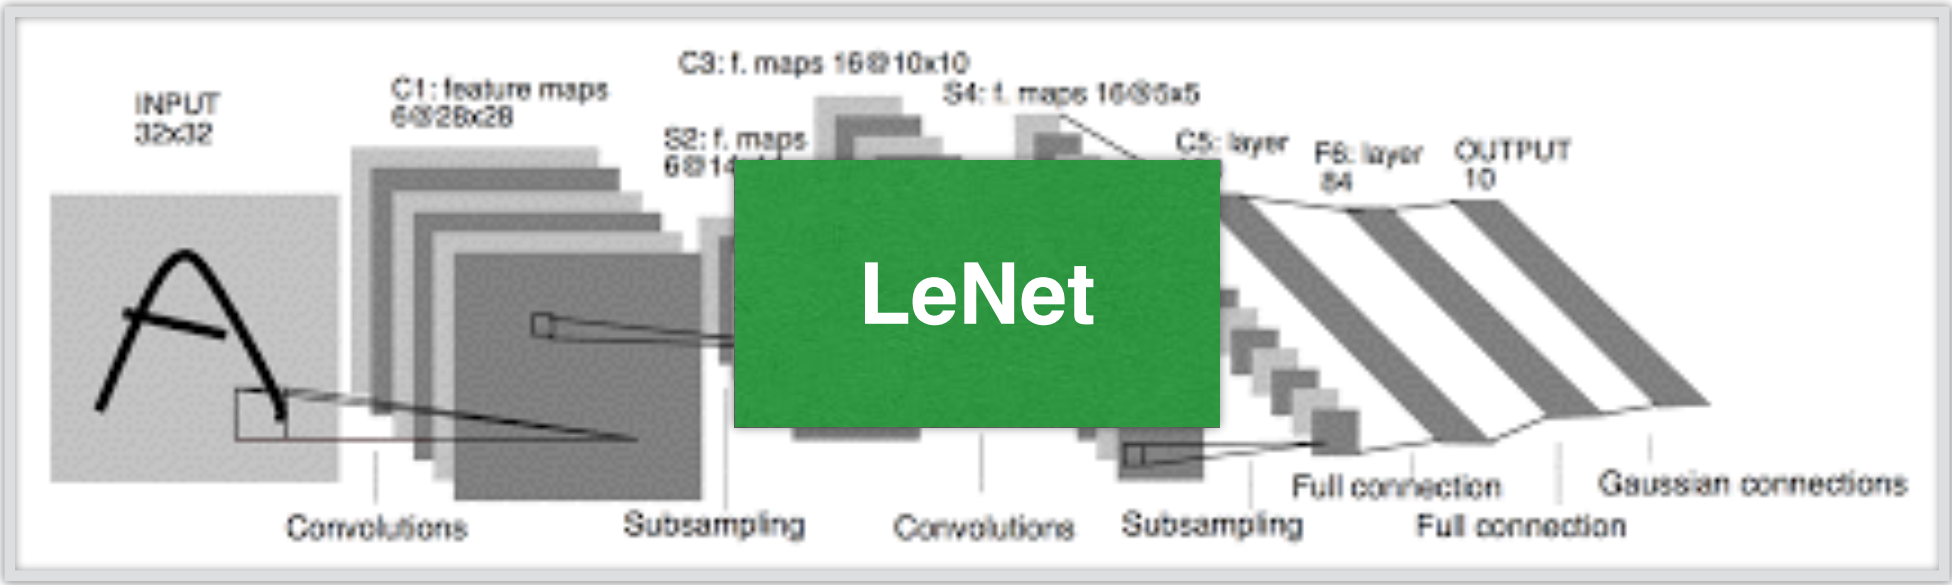 INPUT
32x32
C1: feature maps
6@28x28
C3: f. maps 16@10x10
S4: f. maps 16@5x5
S2: f. maps
C5: layer
F6: layer
84
OUTPUT
10
LeNet
Convolutions
Subsampling
Convolutions
Subsampling
Full connection
Full connection
Gaussian connections